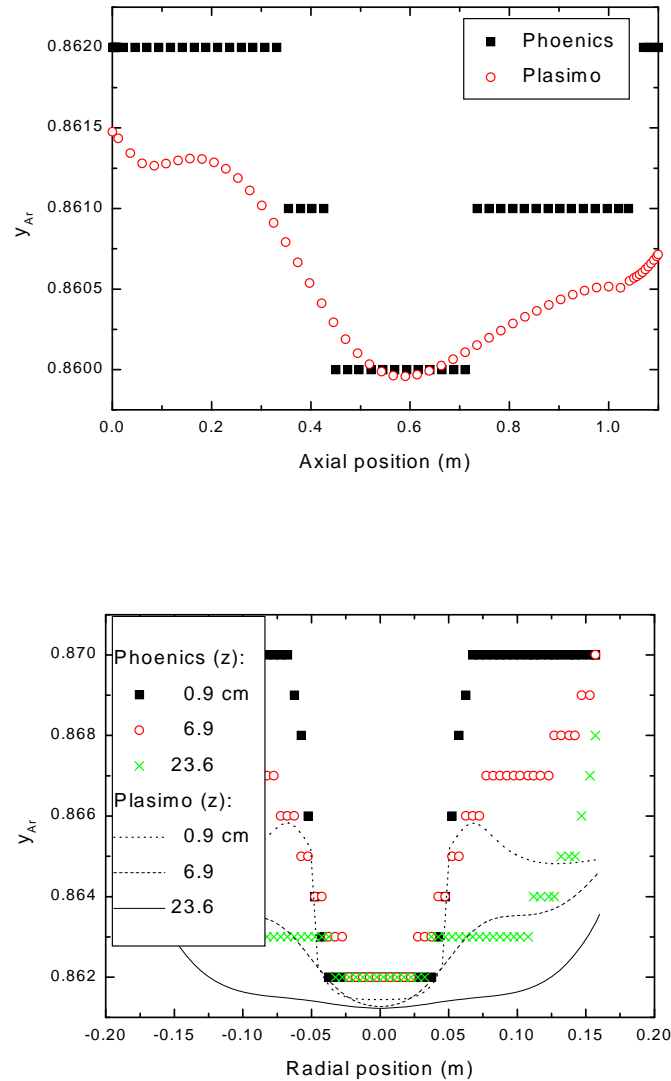 0.8620
0.8615
0.8610
0.8605
0.8600
y_Ar
Phoenics
Plasimo
0.0 0.2 0.4 0.6 0.8 1.0
Axial position (m)
0.870
0.868
0.866
0.864
0.862
y_Ar
Phoenics (z):
0.9 cm
6.9
23.6
Plasimo (z):
0.9 cm
6.9
23.6
-0.20 -0.15 -0.10 -0.05 0.00 0.05 0.10 0.15 0.20
Radial position (m)